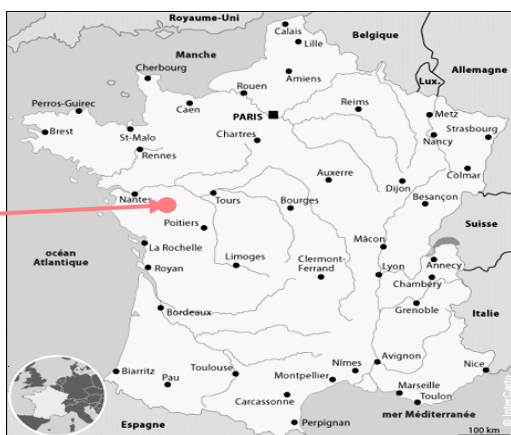 Royaume-Uni
Calais
Lille
Belgique
Manche
Cherbourg
Amiens
Lux.
Allemagne
Rouen
Perros-Guirec
Caen
PARIS
Reims
Metz
Brest
St-Malo
Chartres
Nancy
Strasbourg
Rennes
Colmar
Auxerre
Dijon
Nantes
Tours
Bourges
Besançon
Poitiers
Suisse
océan
Atlantique
La Rochelle
Mâcon
Royan
Limoges
Clermont-
Ferrand
Lyon
Annecy
Chambéry
Bordeaux
Grenoble
Italie
Avignon
Biarritz
Pau
Toulouse
Montpellier
Nîmes
Nice
Carcassonne
Marseille
Toulon
Espagne
Perpignan
mer Méditerranée
100 km
© IntoCarto